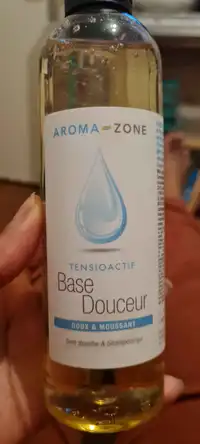 AROMA-ZONE
TENSIOACTIF
Base
Douceur
DOUX & MOUSSANT